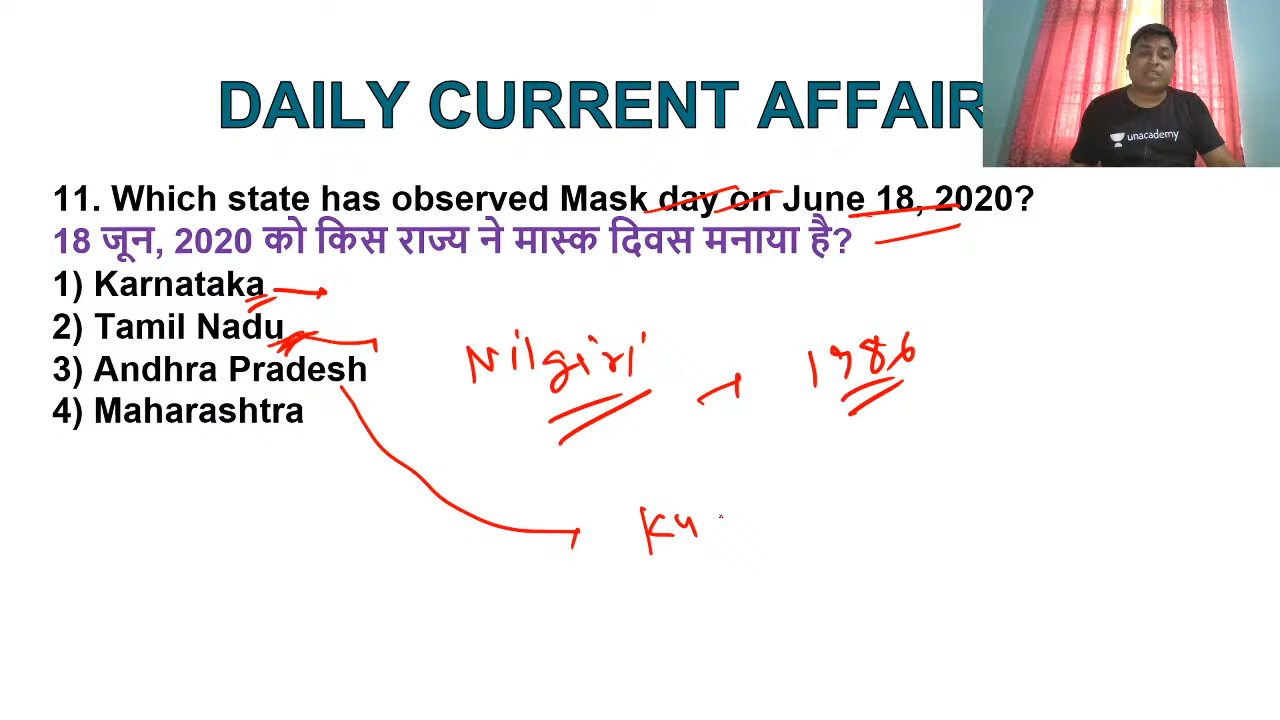 DAILY CURRENT AFFAIR
unacademy
11. Which state has observed Mask day on June 18, 2020?
18 जून, 2020 को किस राज्य ने मास्क दिवस मनाया है?
1) Karnataka
2) Tamil Nadu
3) Andhra Pradesh
4) Maharashtra
Nilgiri 1986